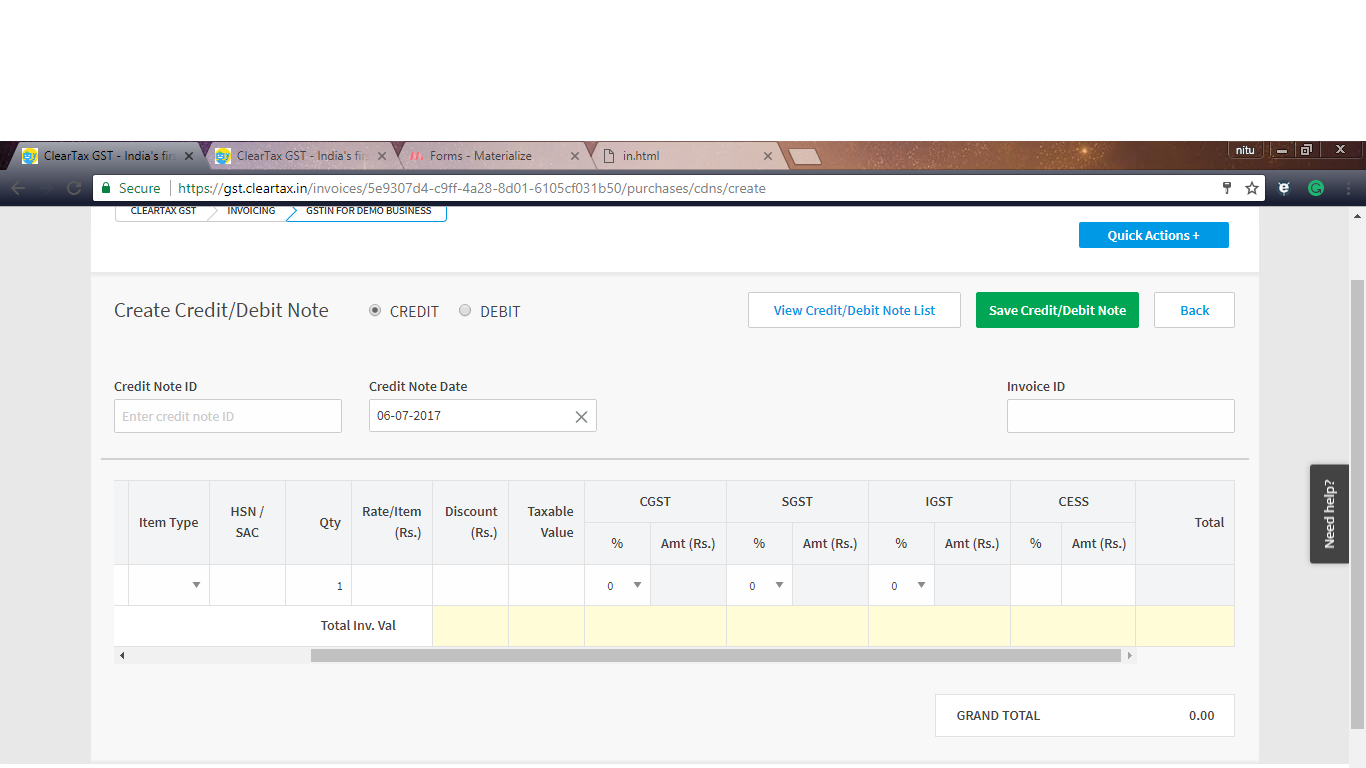 ClearTax GST - India's fir
ClearTax GST - India's fir
Forms - Materialize
in.html
nitu
Secure
https://gst.cleartax.in/invoices/5e9307d4-c9ff-4a28-8d01-6105cf031b50/purchases/cdns/create
CLEARTAX GST INVOICING GSTIN FOR DEMO BUSINESS
Quick Actions +
Create Credit/Debit Note CREDIT DEBIT View Credit/Debit Note List Save Credit/Debit Note Back
Credit Note ID Credit Note Date Invoice ID
Enter credit note ID 06-07-2017
CGST SGST IGST CESS
Item Type HSN / SAC Qty Rate/Item (Rs.) Discount (Rs.) Taxable Value Total
% Amt (Rs.) % Amt (Rs.) % Amt (Rs.) % Amt (Rs.)
1 0 0 0
Total Inv. Val
GRAND TOTAL 0.00
Need help?